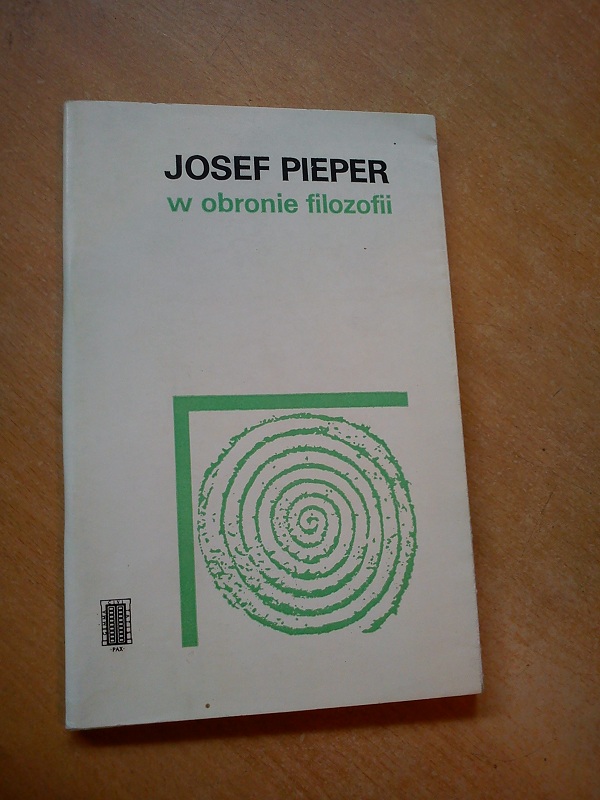 JOSEF PIEPER
w obronie filozofii
·PAX·